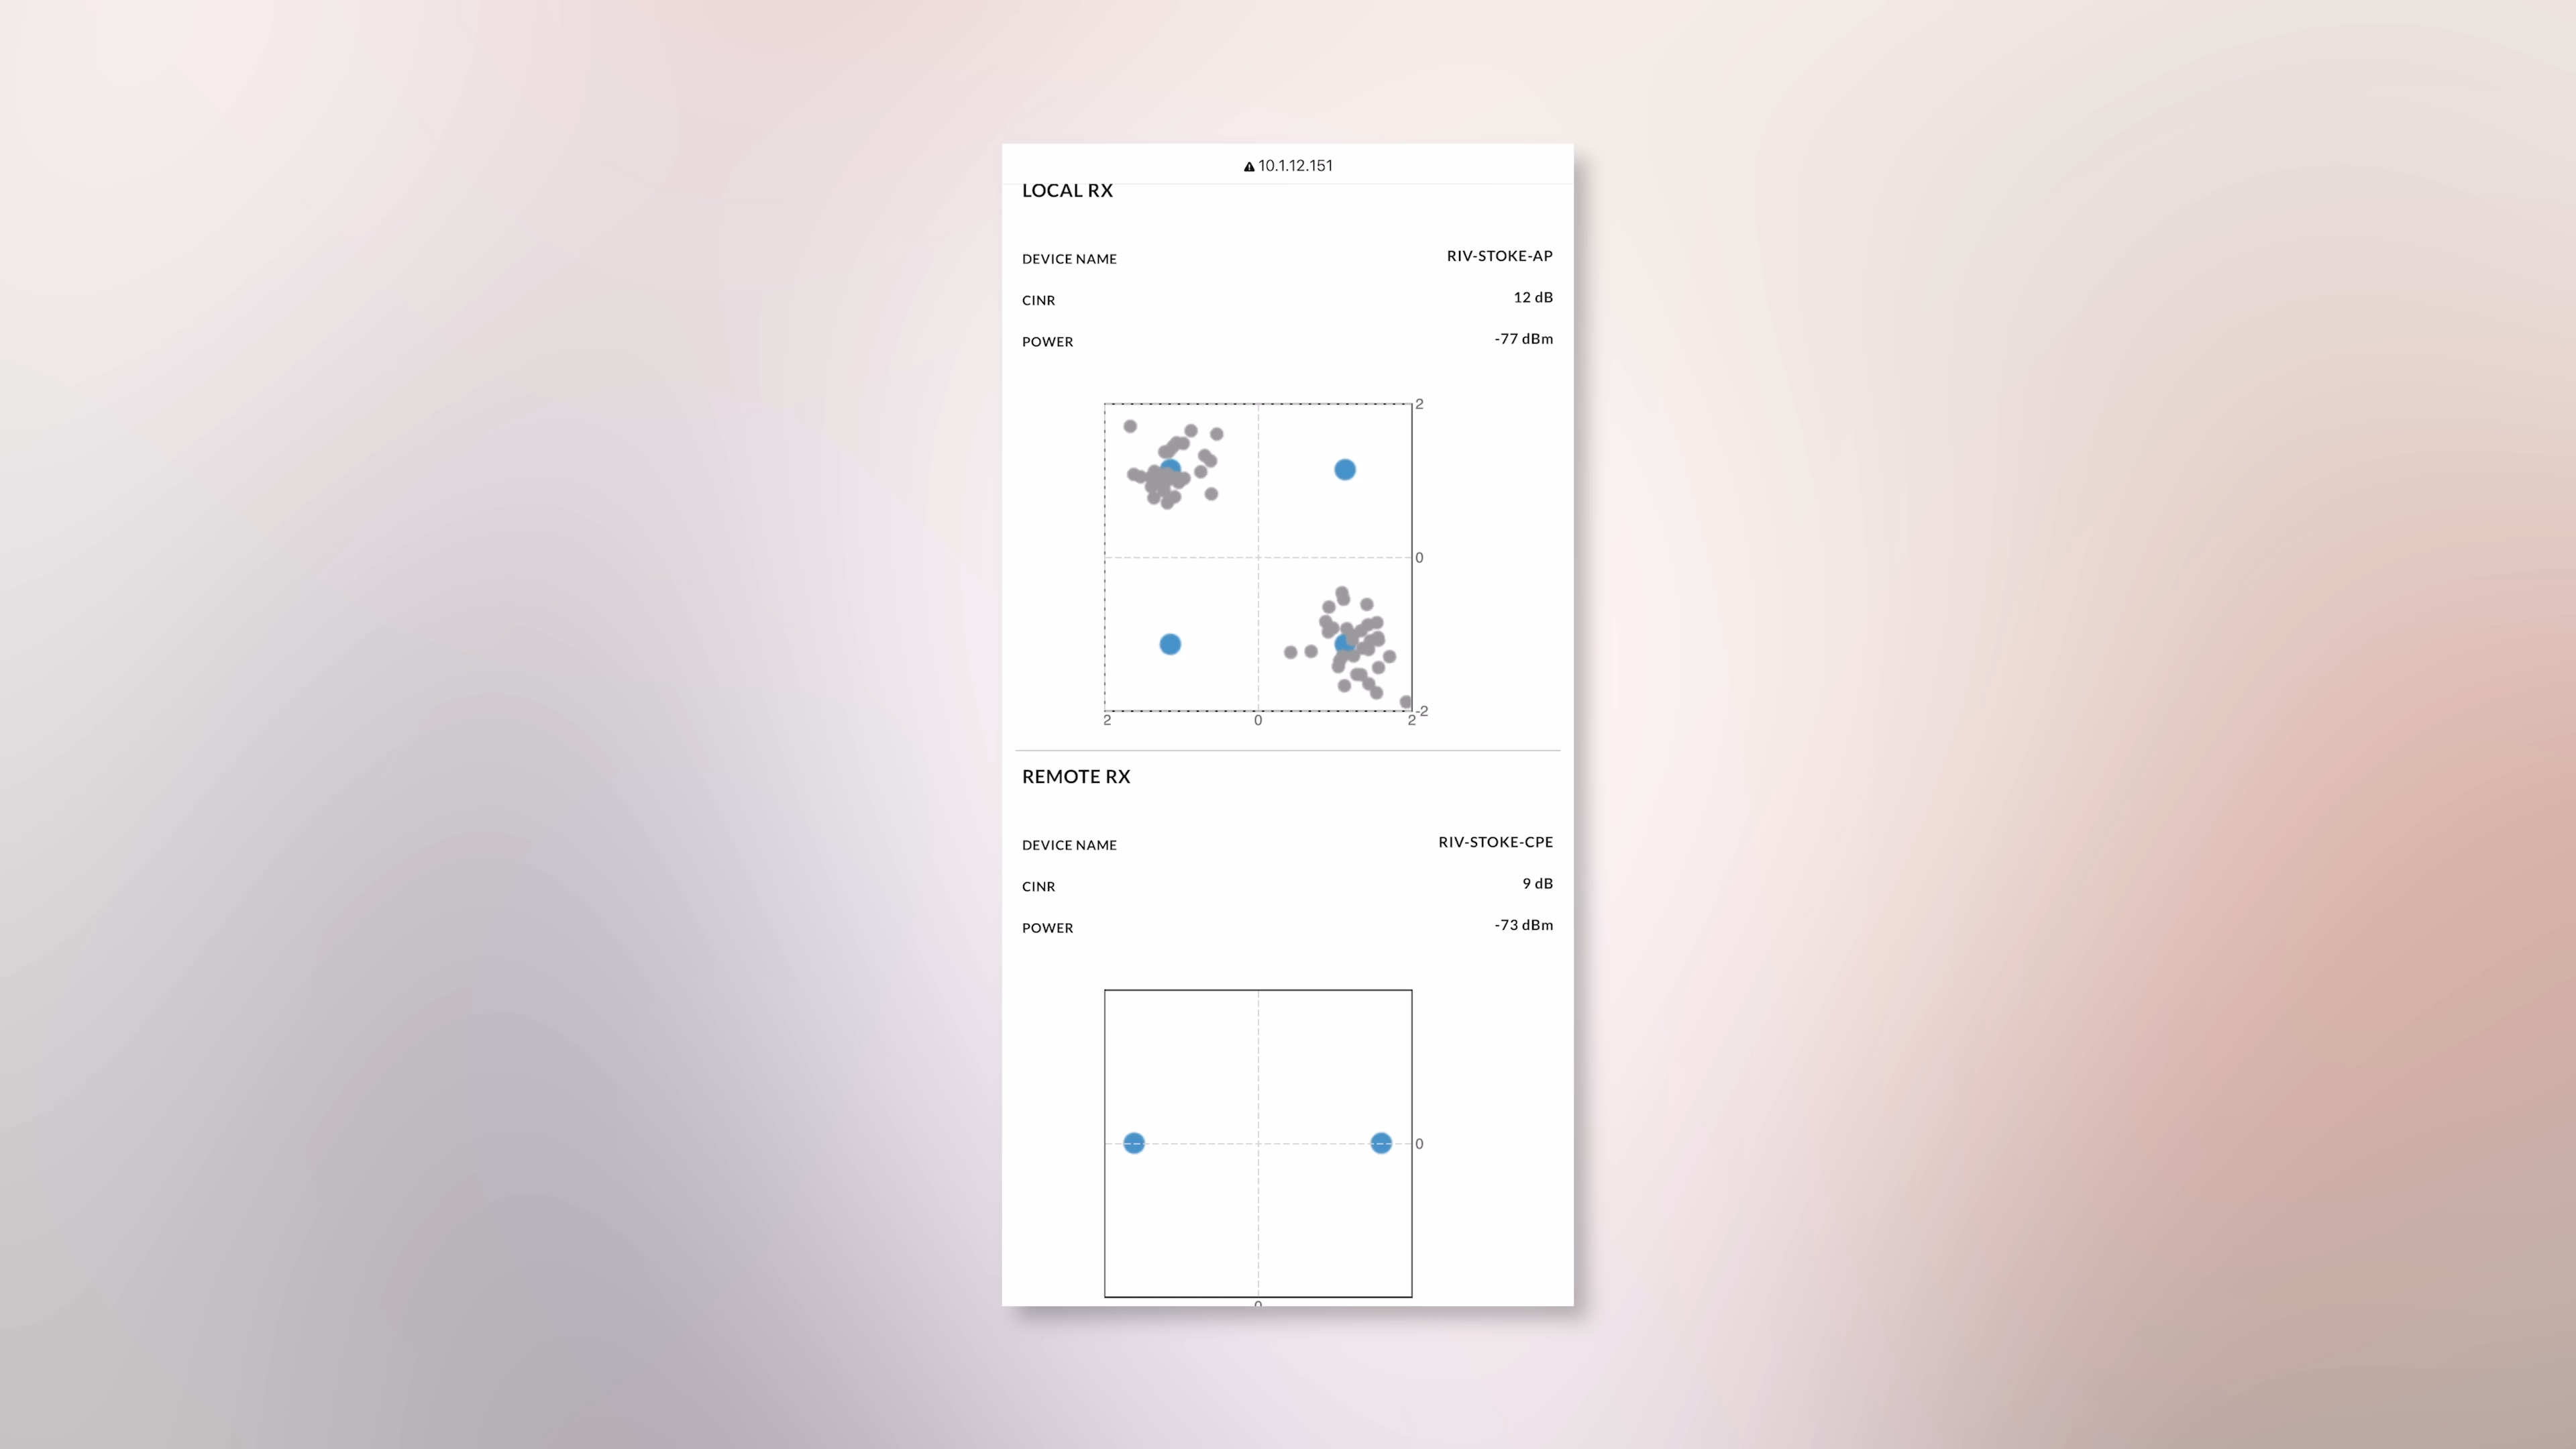 10.1.12.151
LOCAL RX
DEVICE NAME RIV-STOKE-AP
CINR 12 dB
POWER -77 dBm
2
0
-2
2 0 2
REMOTE RX
DEVICE NAME RIV-STOKE-CPE
CINR 9 dB
POWER -73 dBm
0
0